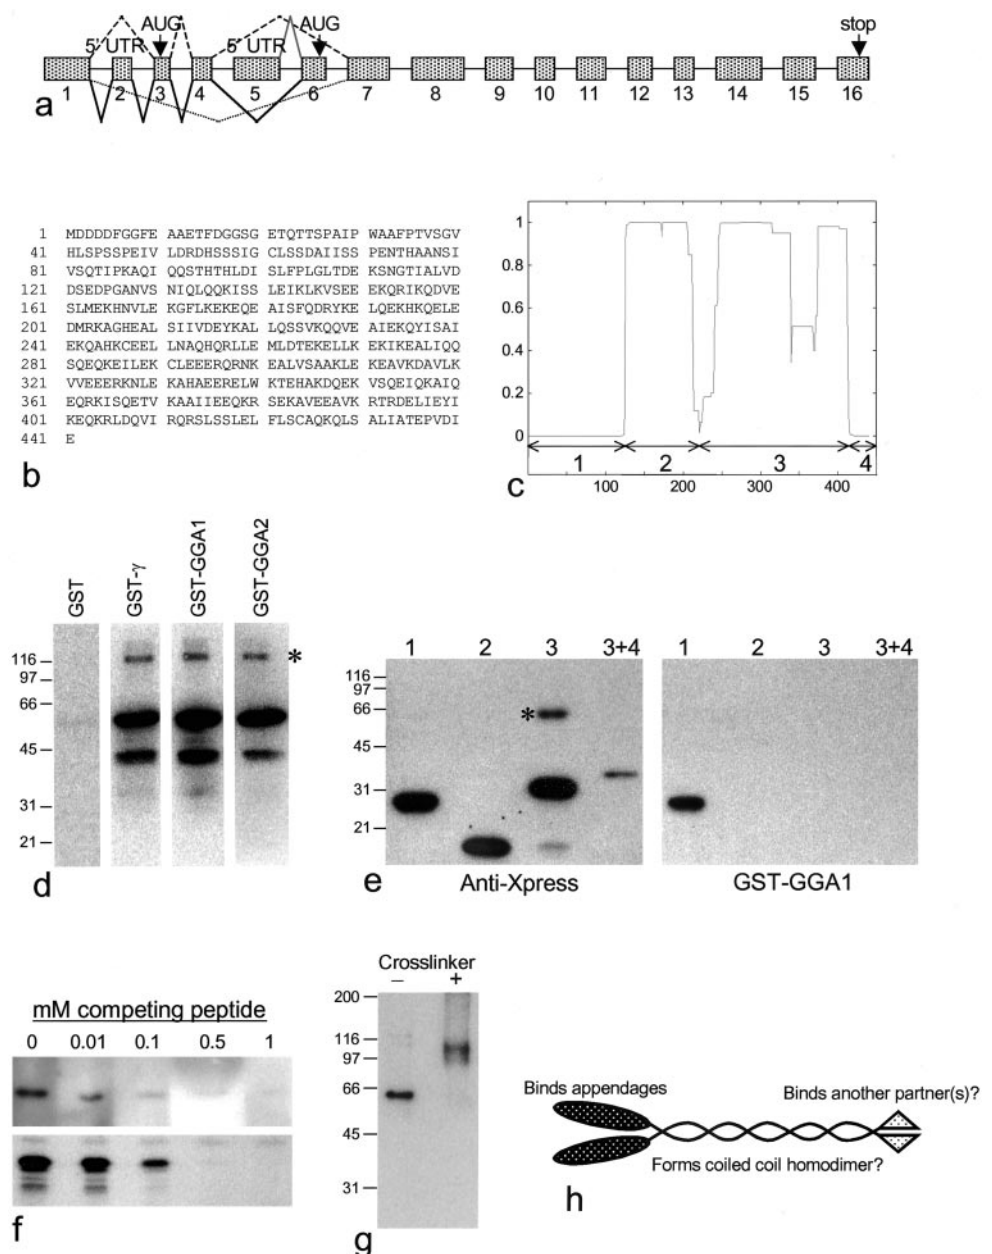 AUG AUG stop
5' UTR 5' UTR
1 2 3 4 5 6 7 8 9 10 11 12 13 14 15 16
a
1 MDDDDFGGFE AAETFDGGSG ETQTTSPAIP WAAFPTVSGV
41 HLSPSSPEIV LDRDHSSSIG CLSSDAIISS PENTHAANSI
81 VSQTIPKAQI QQSTHTHLDI SLFPLGLTDE KSNGTIALVD
121 DSEDPGANVS NIQLQQKISS LEIKLKVSEE EKQRIKQDVE
161 SLMEKHNVLE KGFLKEKEQE AISFQDRYKE LQEKHKQELE
201 DMRKAGHEAL SIIVDEYKAL LQSSVKQQVE AIEKQYISAI
241 EKQAHKCEEL LNAQHQRLLE MLDTEKELLK EKIKEALIQQ
281 SQEQKEILEK CLEEERQRNK EALVSAAKLE KEAVKDAVLK
321 VVEEERKNLE KAHAEERELW KTEHAKDQEK VSQEIQKAIQ
361 EQRKISQETV KAAIIEEQKR SEKAVEEAVK RTRDELIEYI
401 KEQKRLDQVI RQRSLSSLEL FLSCAQKQLS ALIATEPVDI
441 E
b
1
0.8
0.6
0.4
0.2
0
1 2 3 4
100 200 300 400
c
GST GST-γ GST-GGA1 GST-GGA2
116
97
66
45
31
21
*
d
1 2 3 3+4 1 2 3 3+4
116
97
66
45
31
21
*
e
Anti-Xpress GST-GGA1
mM competing peptide
0 0.01 0.1 0.5 1
f
Crosslinker
– +
200
116
97
66
45
31
g
Binds appendages Binds another partner(s)?
Forms coiled coil homodimer?
h